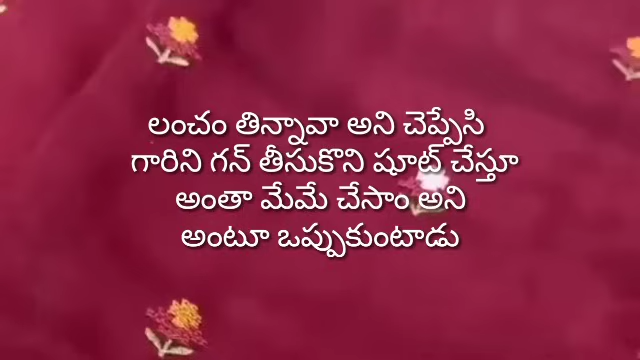 లంచం తిన్నావా అని చెప్పేసి
గారిని గన్ తీసుకొని షూట్ చేస్తూ
అంతా మేమే చేసాం అని
అంటూ ఒప్పుకుంటాడు